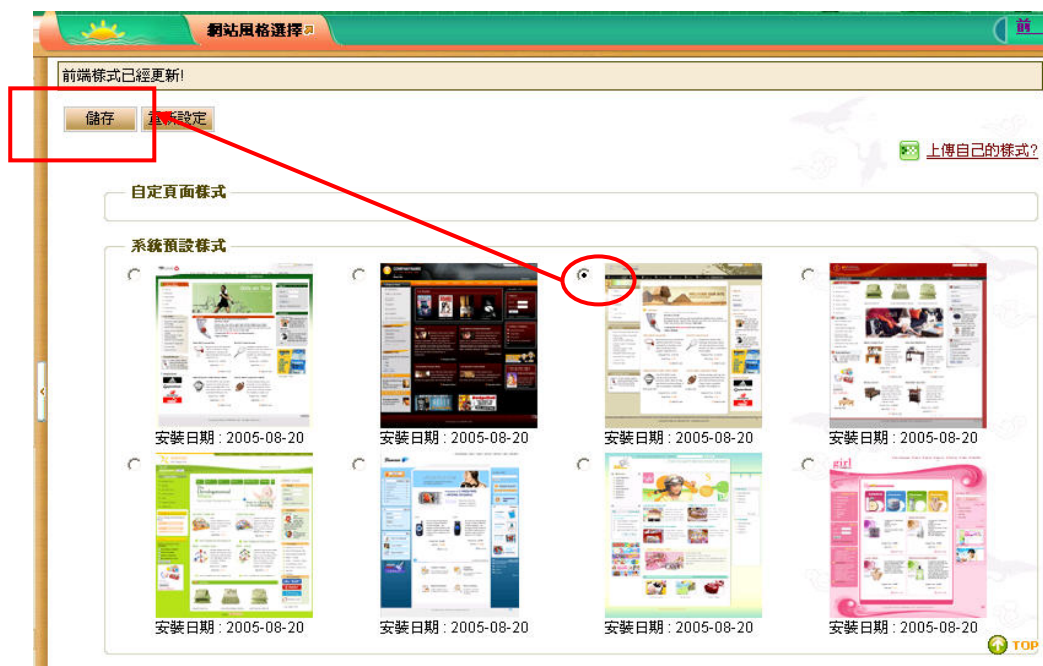 網站風格選擇
前
前端樣式已經更新!
儲存 重新設定
上傳自己的樣式?
自定頁面樣式
系統預設樣式
安裝日期 : 2005-08-20 安裝日期 : 2005-08-20 安裝日期 : 2005-08-20 安裝日期 : 2005-08-20
girl
安裝日期 : 2005-08-20 安裝日期 : 2005-08-20 安裝日期 : 2005-08-20 安裝日期 : 2005-08-20
TOP